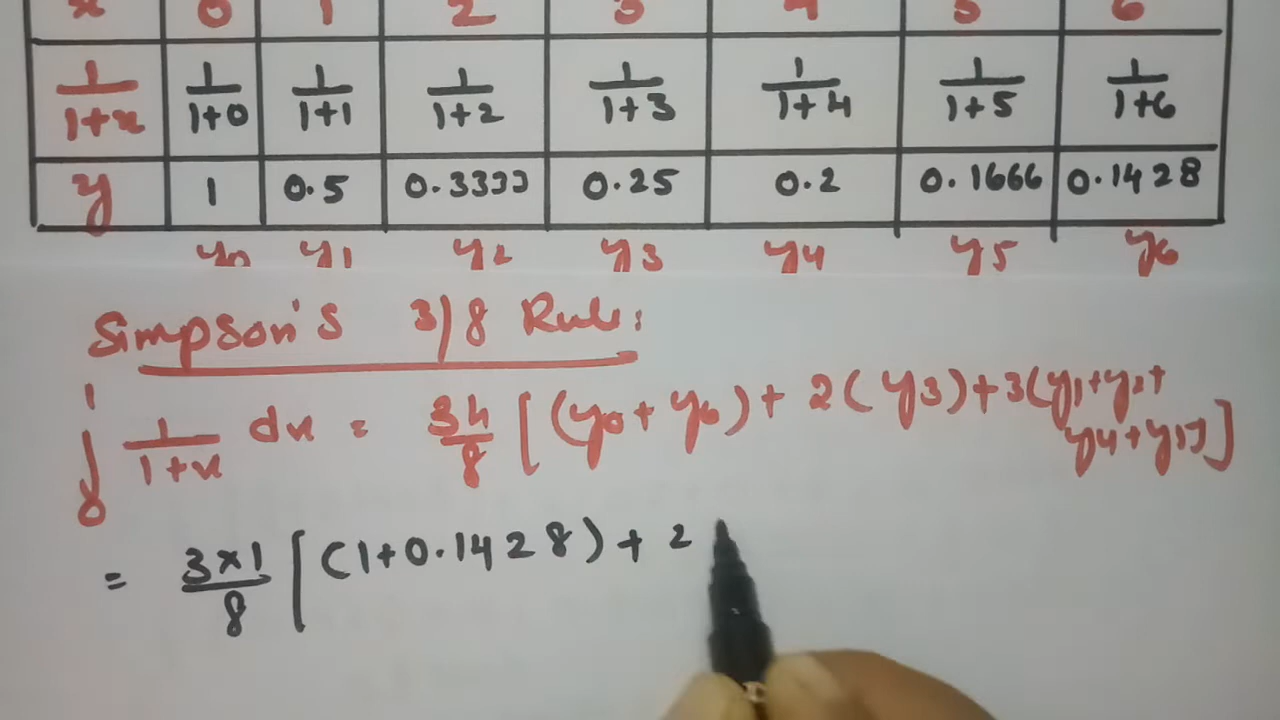 x 0 1 2 3 4 5 6
1/1+x 1/1+0 1/1+1 1/1+2 1/1+3 1/1+4 1/1+5 1/1+6
y 1 0.5 0.3333 0.25 0.2 0.1666 0.1428
y0 y1 y2 y3 y4 y5 y6
Simpson's 3/8 Rule:
∫ 0 1 1/1+x dx = 3h/8 [(y0 + y6) + 2(y3) + 3(y1+y2+
y4+y5)]
= 3×1/8 [(1+0.1428) + 2